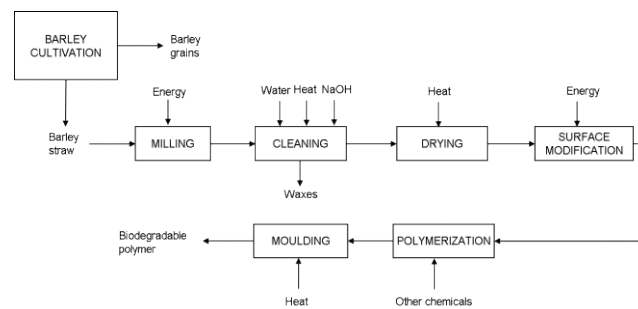 BARLEY
CULTIVATION
Barley
grains
Energy
Water Heat NaOH
Heat
Energy
Barley
straw
MILLING
CLEANING
DRYING
SURFACE
MODIFICATION
Waxes
Biodegradable
polymer
MOULDING
POLYMERIZATION
Heat
Other chemicals